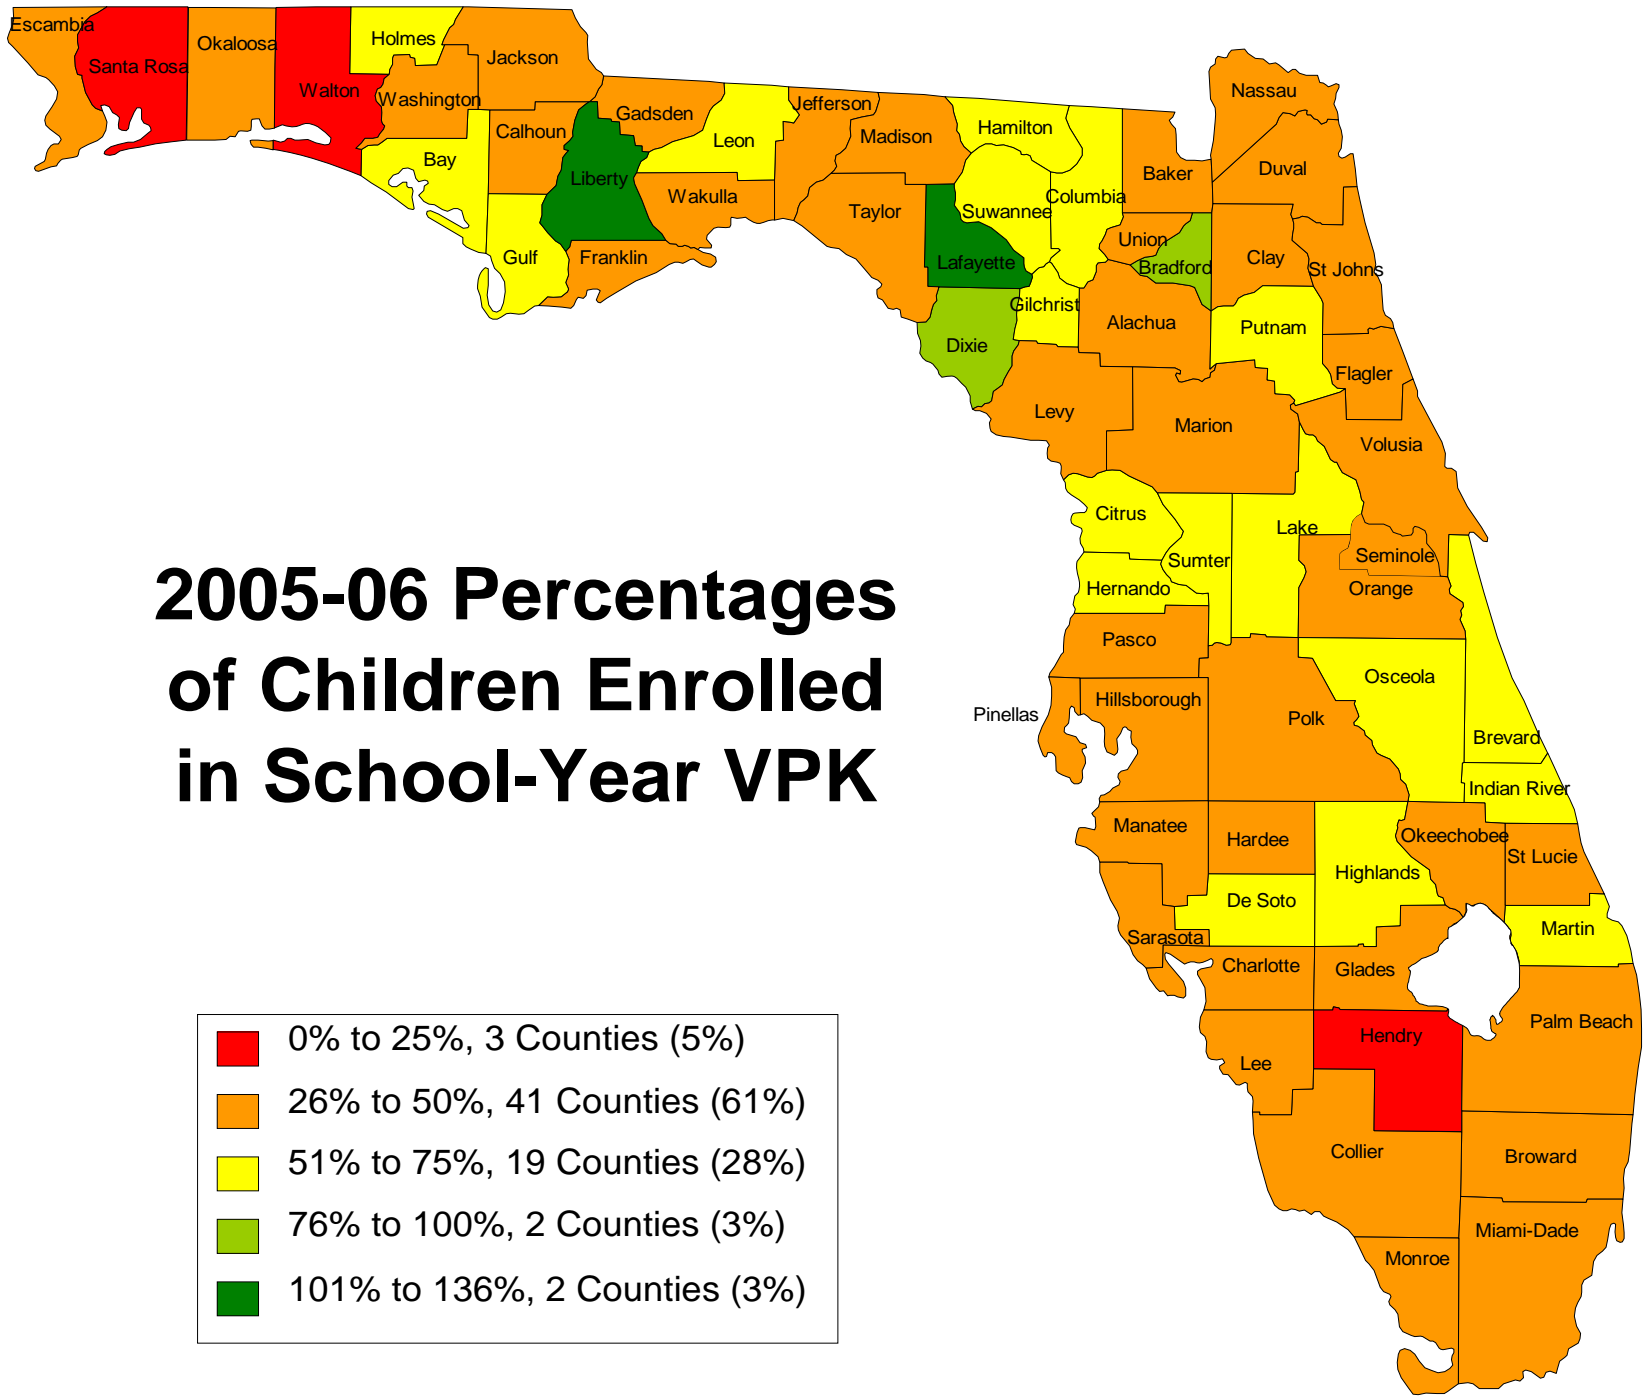 Escambia
Santa Rosa
Okaloosa
Walton
Holmes
Jackson
Washington
Bay
Calhoun
Gulf
Liberty
Gadsden
Franklin
Leon
Wakulla
Jefferson
Madison
Taylor
Hamilton
Suwannee
Columbia
Lafayette
Dixie
Gilchrist
Baker
Union
Bradford
Alachua
Nassau
Duval
Clay
St Johns
Putnam
Flagler
Levy
Marion
Volusia
Citrus
Sumter
Lake
Seminole
Orange
Hernando
Pasco
Pinellas
Hillsborough
Polk
Osceola
Brevard
Indian River
Manatee
Hardee
Highlands
Okeechobee
St Lucie
De Soto
Sarasota
Martin
Charlotte
Glades
Palm Beach
Lee
Hendry
Collier
Broward
Monroe
Miami-Dade
2005-06 Percentages
of Children Enrolled
in School-Year VPK
0% to 25%, 3 Counties (5%)
26% to 50%, 41 Counties (61%)
51% to 75%, 19 Counties (28%)
76% to 100%, 2 Counties (3%)
101% to 136%, 2 Counties (3%)